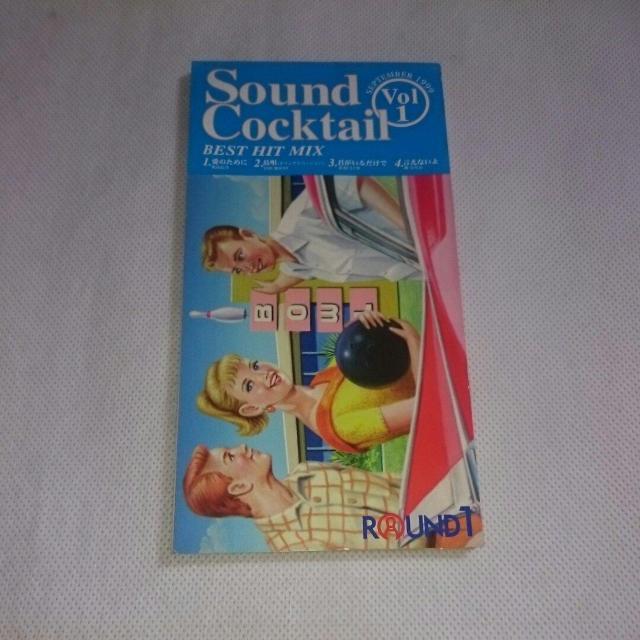 Sound
Cocktail
SEPTEMBER 1999
Vol
1
BEST HIT MIX
1.愛のために 2.島唄 3.君がいるだけで 4.言えないよ
BOWL
ROUND1